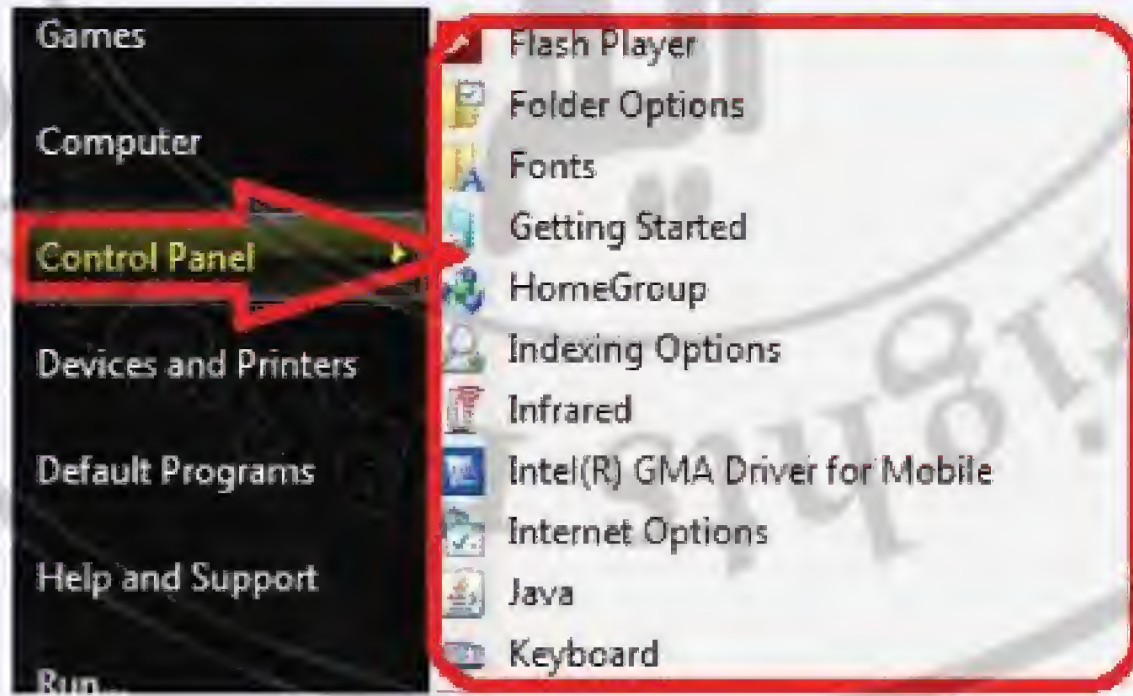 Games
Computer
Control Panel
Devices and Printers
Default Programs
Help and Support
Run...
Flash Player
Folder Options
Fonts
Getting Started
HomeGroup
Indexing Options
Infrared
Intel(R) GMA Driver for Mobile
Internet Options
Java
Keyboard